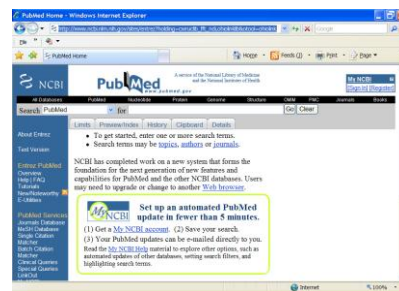 PubMed Home - Windows Internet Explorer
PubMed Home
Home
Feeds (J)
Print
Page
NCBI
PubMed
www.pubmed.gov
A service of the National Library of Medicine
and the National Institutes of Health
My NCBI
[Sign In] [Register]
All Databases PubMed Nucleotide Protein Genome Structure OMIM PMC Journals Books
Search PubMed for Go Clear
Limits Preview/Index History Clipboard Details
About Entrez
Text Version
Entrez PubMed
Overview
Help | FAQ
Tutorials
New/Noteworthy
E-Utilities
PubMed Services
Journals Database
MeSH Database
Single Citation
Matcher
Batch Citation
Matcher
Clinical Queries
Special Queries
LinkOut
• To get started, enter one or more search terms.
• Search terms may be topics, authors or journals.
NCBI has completed work on a new system that forms the
foundation for the next generation of new features and
capabilities for PubMed and the other NCBI databases. Users
may need to upgrade or change to another Web browser.
My NCBI
Set up an automated PubMed
update in fewer than 5 minutes.
(1) Get a My NCBI account. (2) Save your search.
(3) Your PubMed updates can be e-mailed directly to you.
Read the My NCBI Help material to explore other options, such as
automated updates of other databases, setting search filters, and
highlighting search terms.
Internet
100%